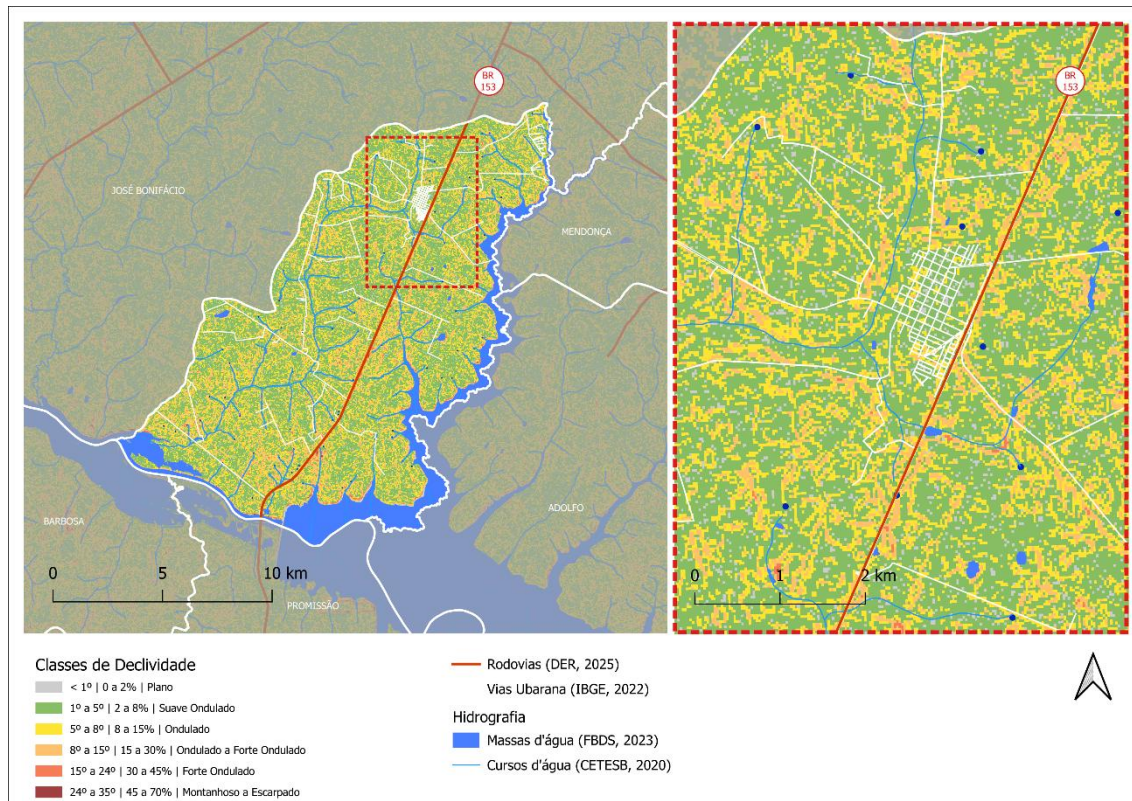 BR
153
JOSÉ BONIFÁCIO
MENDONÇA
ADOLFO
BARBOSA
PROMISSÃO
0 5 10 km
BR
153
0 1 2 km
Classes de Declividade
< 1º | 0 a 2% | Plano
1º a 5º | 2 a 8% | Suave Ondulado
5º a 8º | 8 a 15% | Ondulado
8º a 15º | 15 a 30% | Ondulado a Forte Ondulado
15º a 24º | 30 a 45% | Forte Ondulado
24º a 35º | 45 a 70% | Montanhoso a Escarpado
Rodovias (DER, 2025)
Vias Ubarana (IBGE, 2022)
Hidrografia
Massas d'água (FBDS, 2023)
Cursos d'água (CETESB, 2020)